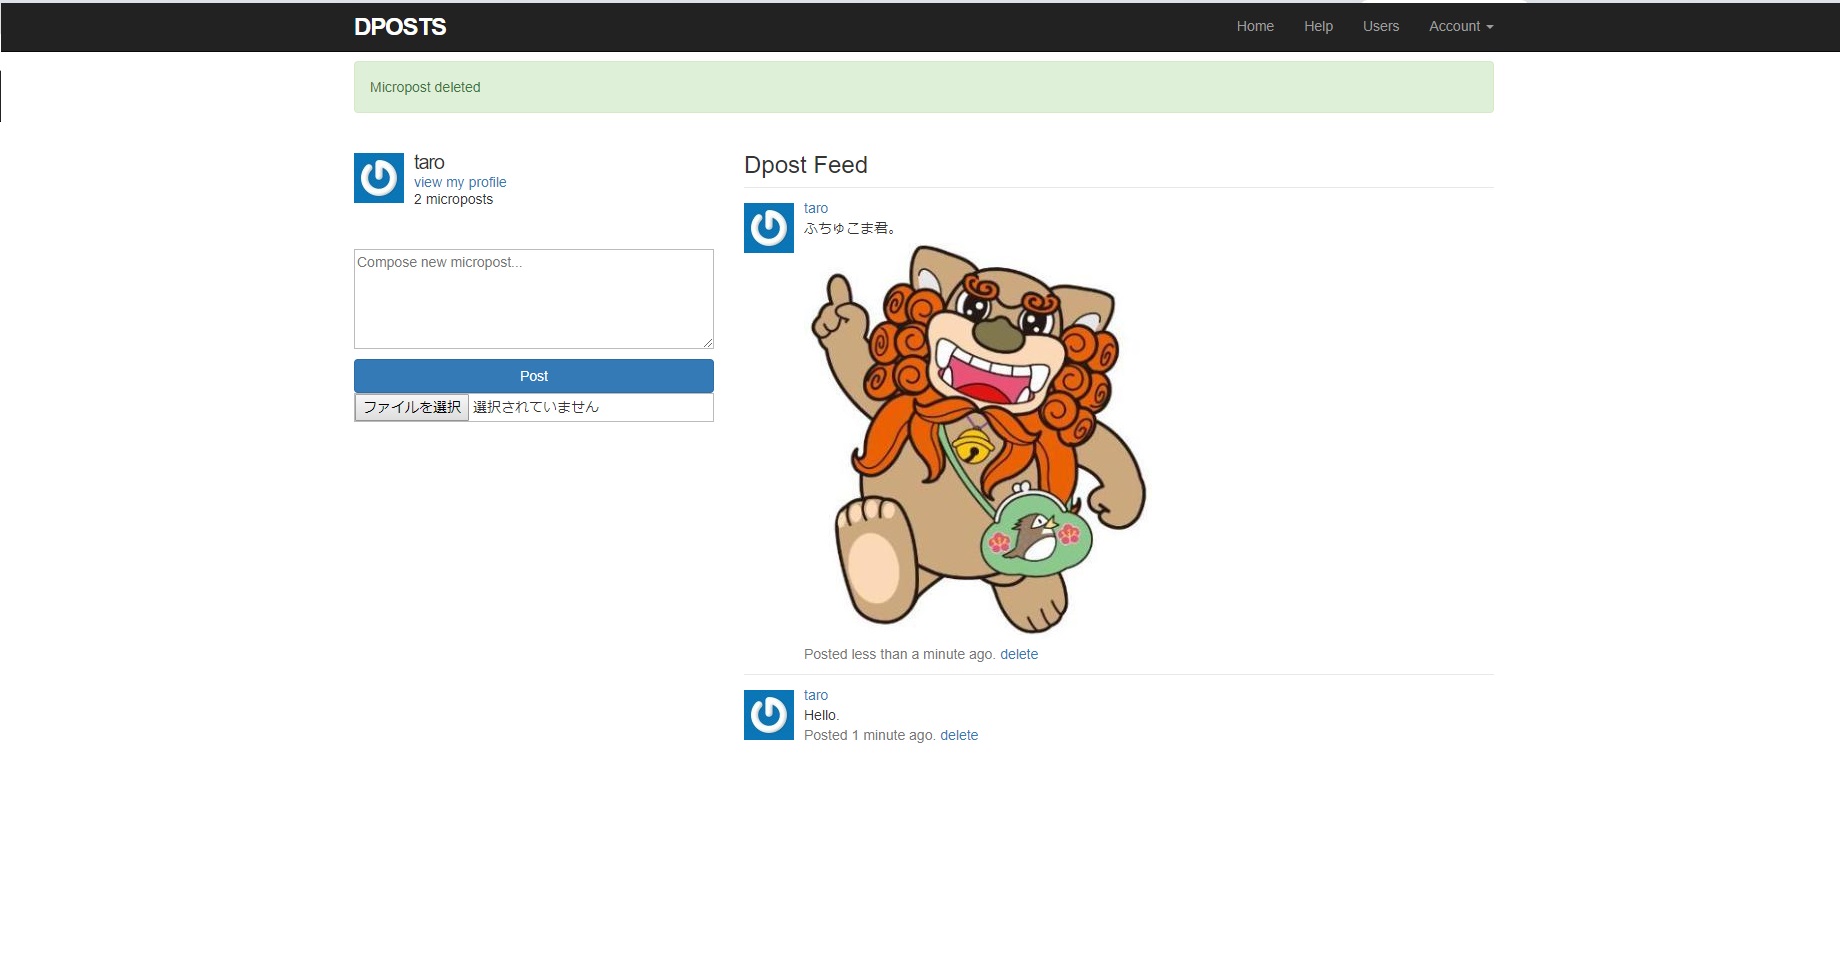 DPOSTS
Home Help Users Account
Micropost deleted
taro
view my profile
2 microposts
Compose new micropost...
Post
ファイルを選択 選択されていません
Dpost Feed
taro
ふちゅこま君。
Posted less than a minute ago. delete
taro
Hello.
Posted 1 minute ago. delete